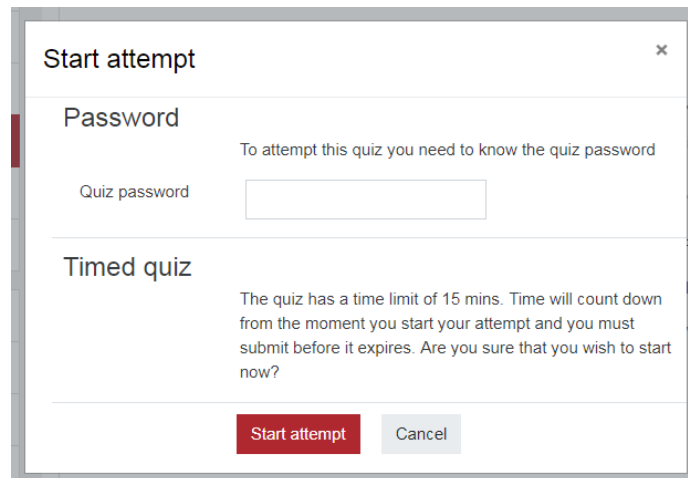 Start attempt
×
Password
To attempt this quiz you need to know the quiz password
Quiz password
Timed quiz
The quiz has a time limit of 15 mins. Time will count down
from the moment you start your attempt and you must
submit before it expires. Are you sure that you wish to start
now?
Start attempt
Cancel